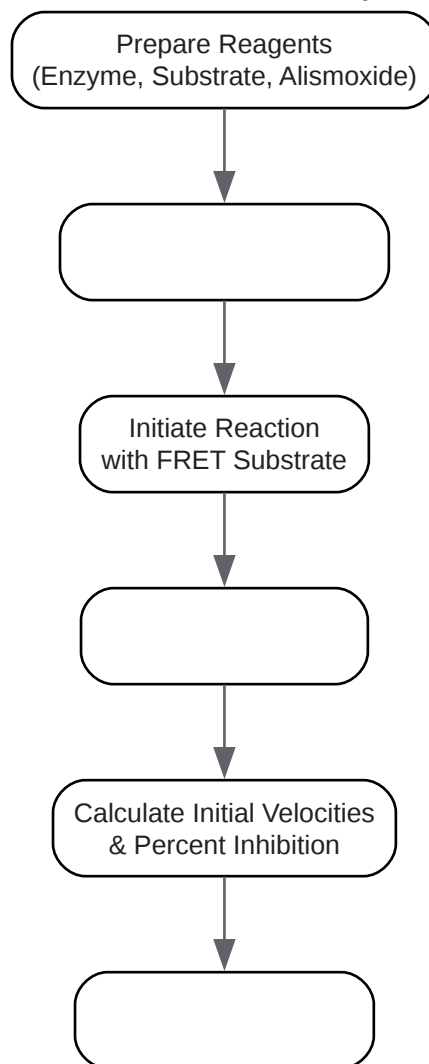 Prepare Reagents
(Enzyme, Substrate, Alismoxide)
Initiate Reaction
with FRET Substrate
Calculate Initial Velocities
& Percent Inhibition